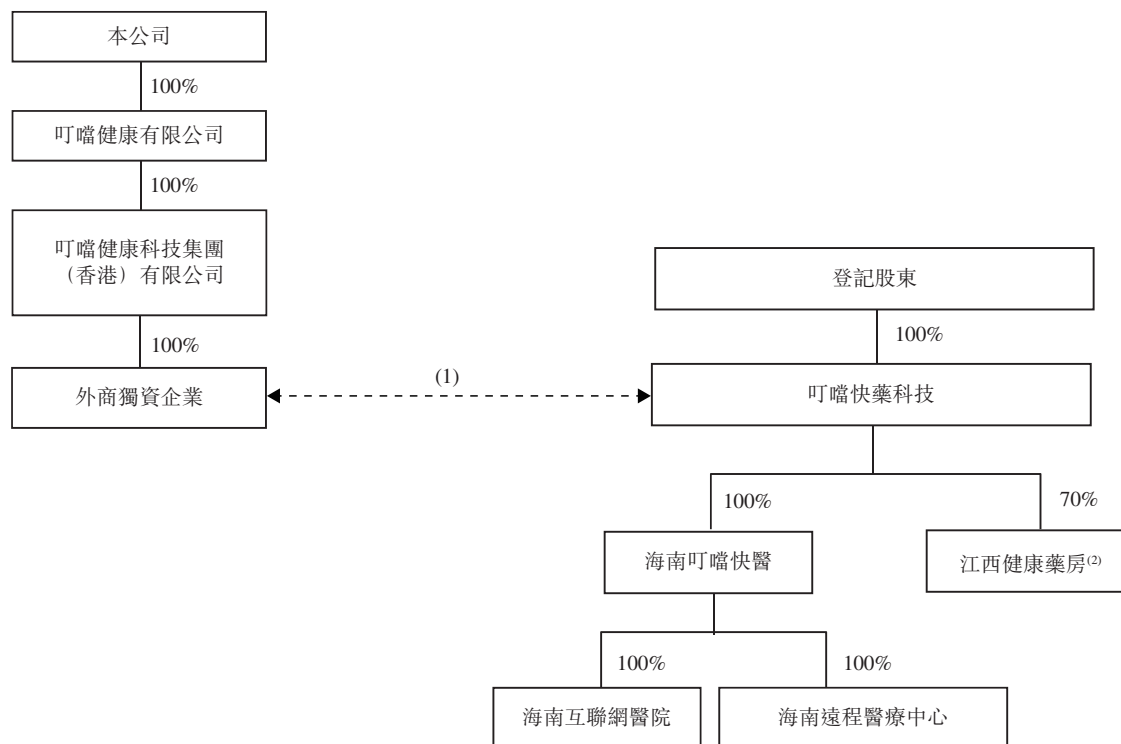 本公司
100%
叮噹健康有限公司
100%
叮噹健康科技集團
（香港）有限公司
100%
外商獨資企業
(1)
登記股東
100%
叮噹快藥科技
100%
70%
海南叮噹快醫
江西健康藥房(2)
100%
100%
海南互聯網醫院
海南遠程醫療中心